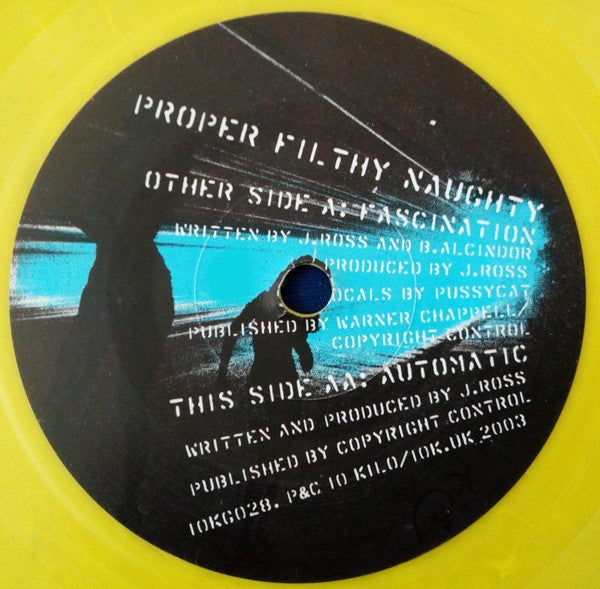 PROPER FILTHY NAUGHTY
OTHER SIDE A: FASCINATION
WRITTEN BY J.ROSS AND B.ALCINDOR
PRODUCED BY J.ROSS
VOCALS BY PUSSYCAT
PUBLISHED BY WARNER CHAPPELL/
COPYRIGHT CONTROL
THIS SIDE AA: AUTOMATIC
WRITTEN AND PRODUCED BY J.ROSS
PUBLISHED BY COPYRIGHT CONTROL
10KG028. P&C 10 KILO/10K.UK 2003